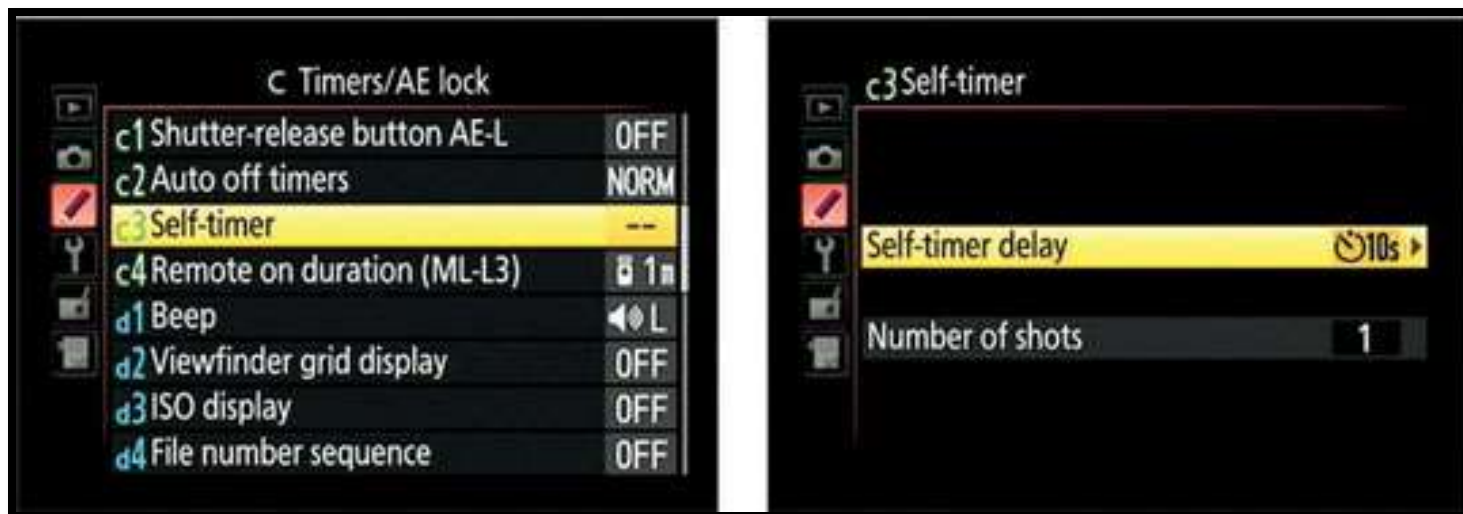 c Timers/AE lock
c1 Shutter-release button AE-L OFF
c2 Auto off timers NORM
c3 Self-timer --
c4 Remote on duration (ML-L3) 1m
d1 Beep L
d2 Viewfinder grid display OFF
d3 ISO display OFF
d4 File number sequence OFF
c3 Self-timer
Self-timer delay 10s
Number of shots 1